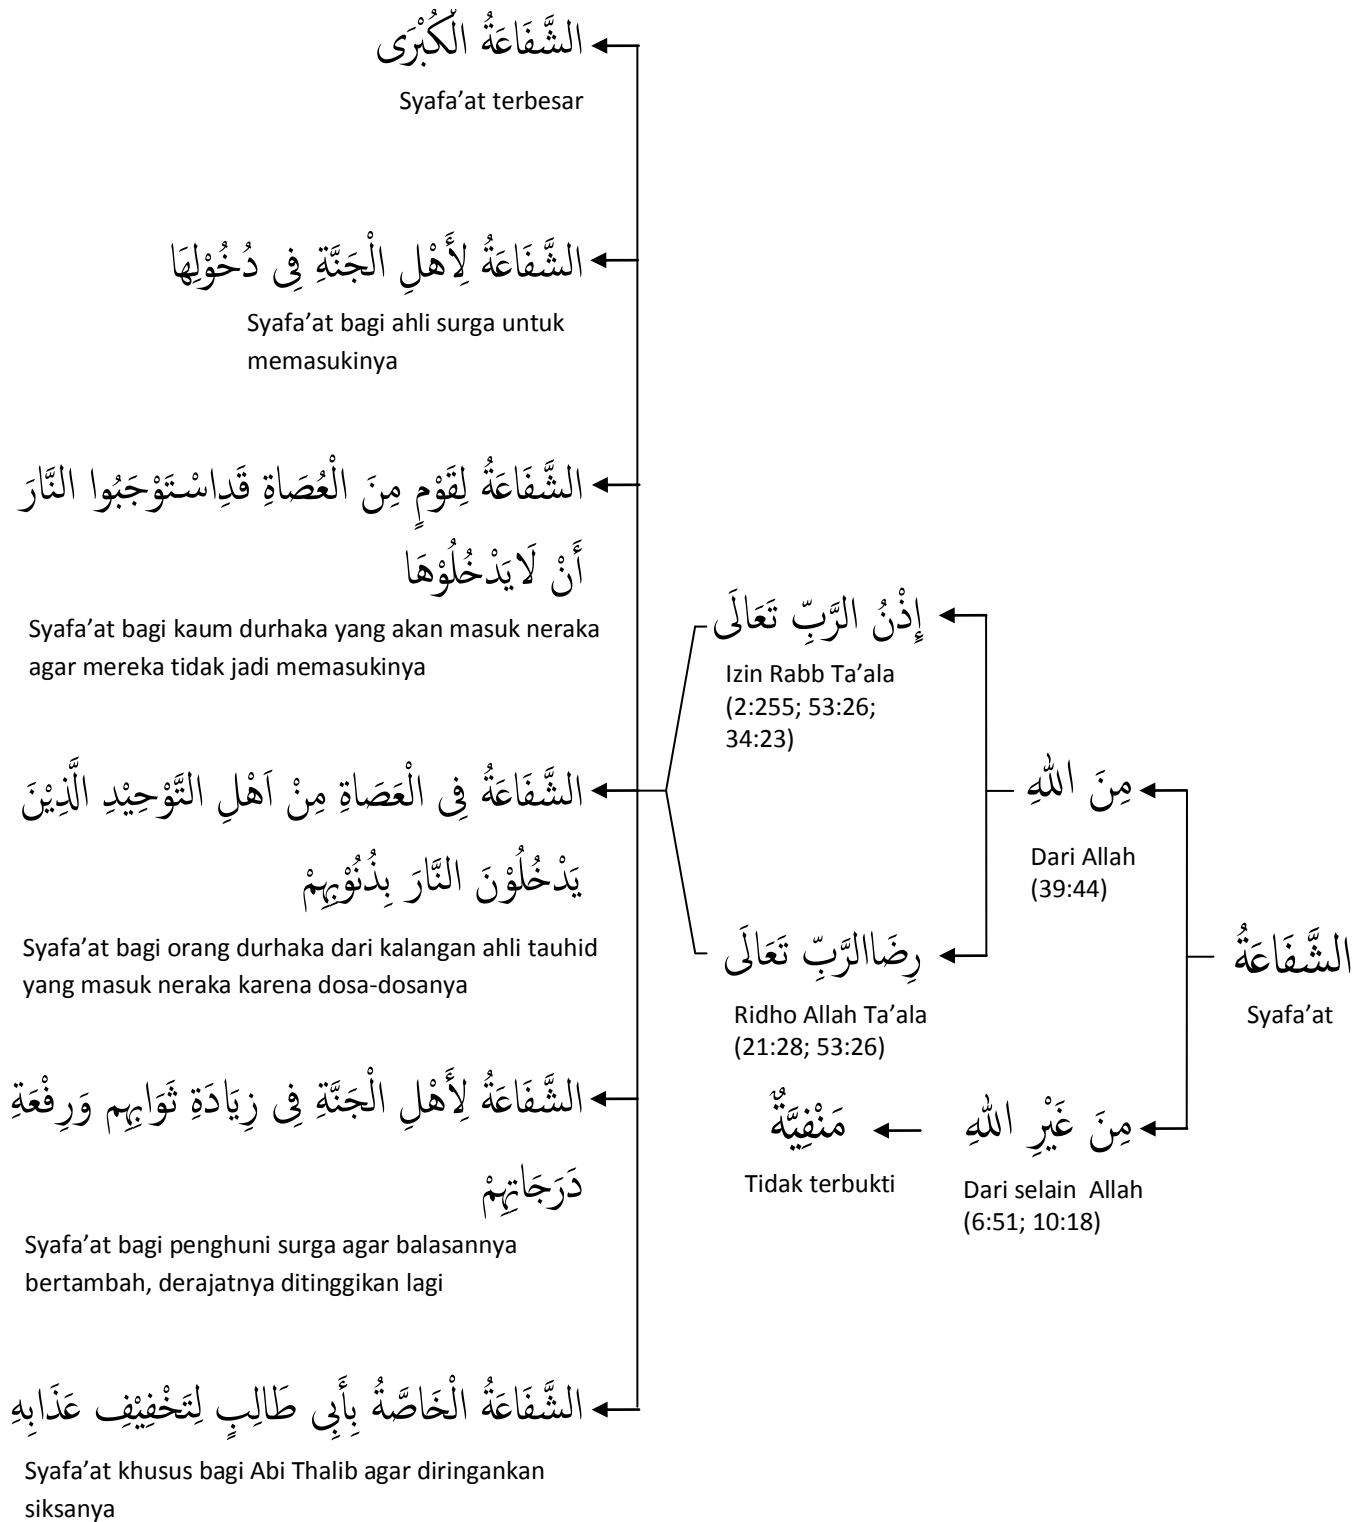 الشَّفَاعَةُ
Syafa’at
مِنَ اللهِ
Dari Allah
(39:44)
مِنَ غَيْرِ اللهِ
Dari selain Allah
(6:51; 10:18)
مَنْفِيَّةٌ
Tidak terbukti
إِذْنُ الرَّبِّ تَعَالَى
Izin Rabb Ta’ala
(2:255; 53:26;
34:23)
رِضَاالرَّبِّ تَعَالَى
Ridho Allah Ta’ala
(21:28; 53:26)
الشَّفَاعَةُ الْكُبْرَى
Syafa’at terbesar
الشَّفَاعَةُ لِأَهْلِ الْجَنَّةِ فِى دُخُوْلِهَا
Syafa’at bagi ahli surga untuk
memasukinya
الشَّفَاعَةُ لِقَوْمٍ مِنَ الْعُصَاةِ قَدِاسْتَوْجَبُوا النَّارَ
أَنْ لَايَدْخُلُوْهَا
Syafa’at bagi kaum durhaka yang akan masuk neraka
agar mereka tidak jadi memasukinya
الشَّفَاعَةُ فِى الْعَصَاةِ مِنْ اَهْلِ التَّوْحِيْدِ الَّذِيْنَ
يَدْخُلُوْنَ النَّارَ بِذُنُوْبِهِمْ
Syafa’at bagi orang durhaka dari kalangan ahli tauhid
yang masuk neraka karena dosa-dosanya
الشَّفَاعَةُ لِأَهْلِ الْجَنَّةِ فِى زِيَادَةِ ثَوَابِهِم وَرِفْعَةِ
دَرَجَاتِهِمْ
Syafa’at bagi penghuni surga agar balasannya
bertambah, derajatnya ditinggikan lagi
الشَّفَاعَةُ الْخَاصَّةُ بِأَبِى طَالِبٍ لِتَخْفِيْفِ عَذَابِهِ
Syafa’at khusus bagi Abi Thalib agar diringankan
siksanya